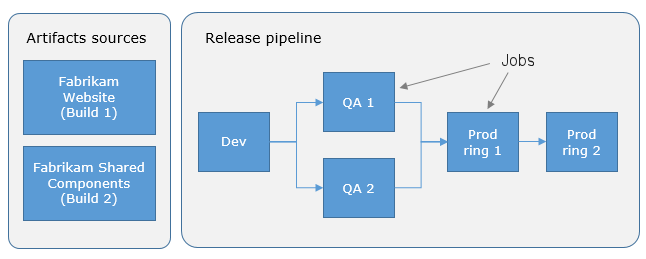 Artifacts sources
Fabrikam
Website
(Build 1)
Fabrikam Shared
Components
(Build 2)
Release pipeline
Jobs
Dev
QA 1
QA 2
Prod
ring 1
Prod
ring 2